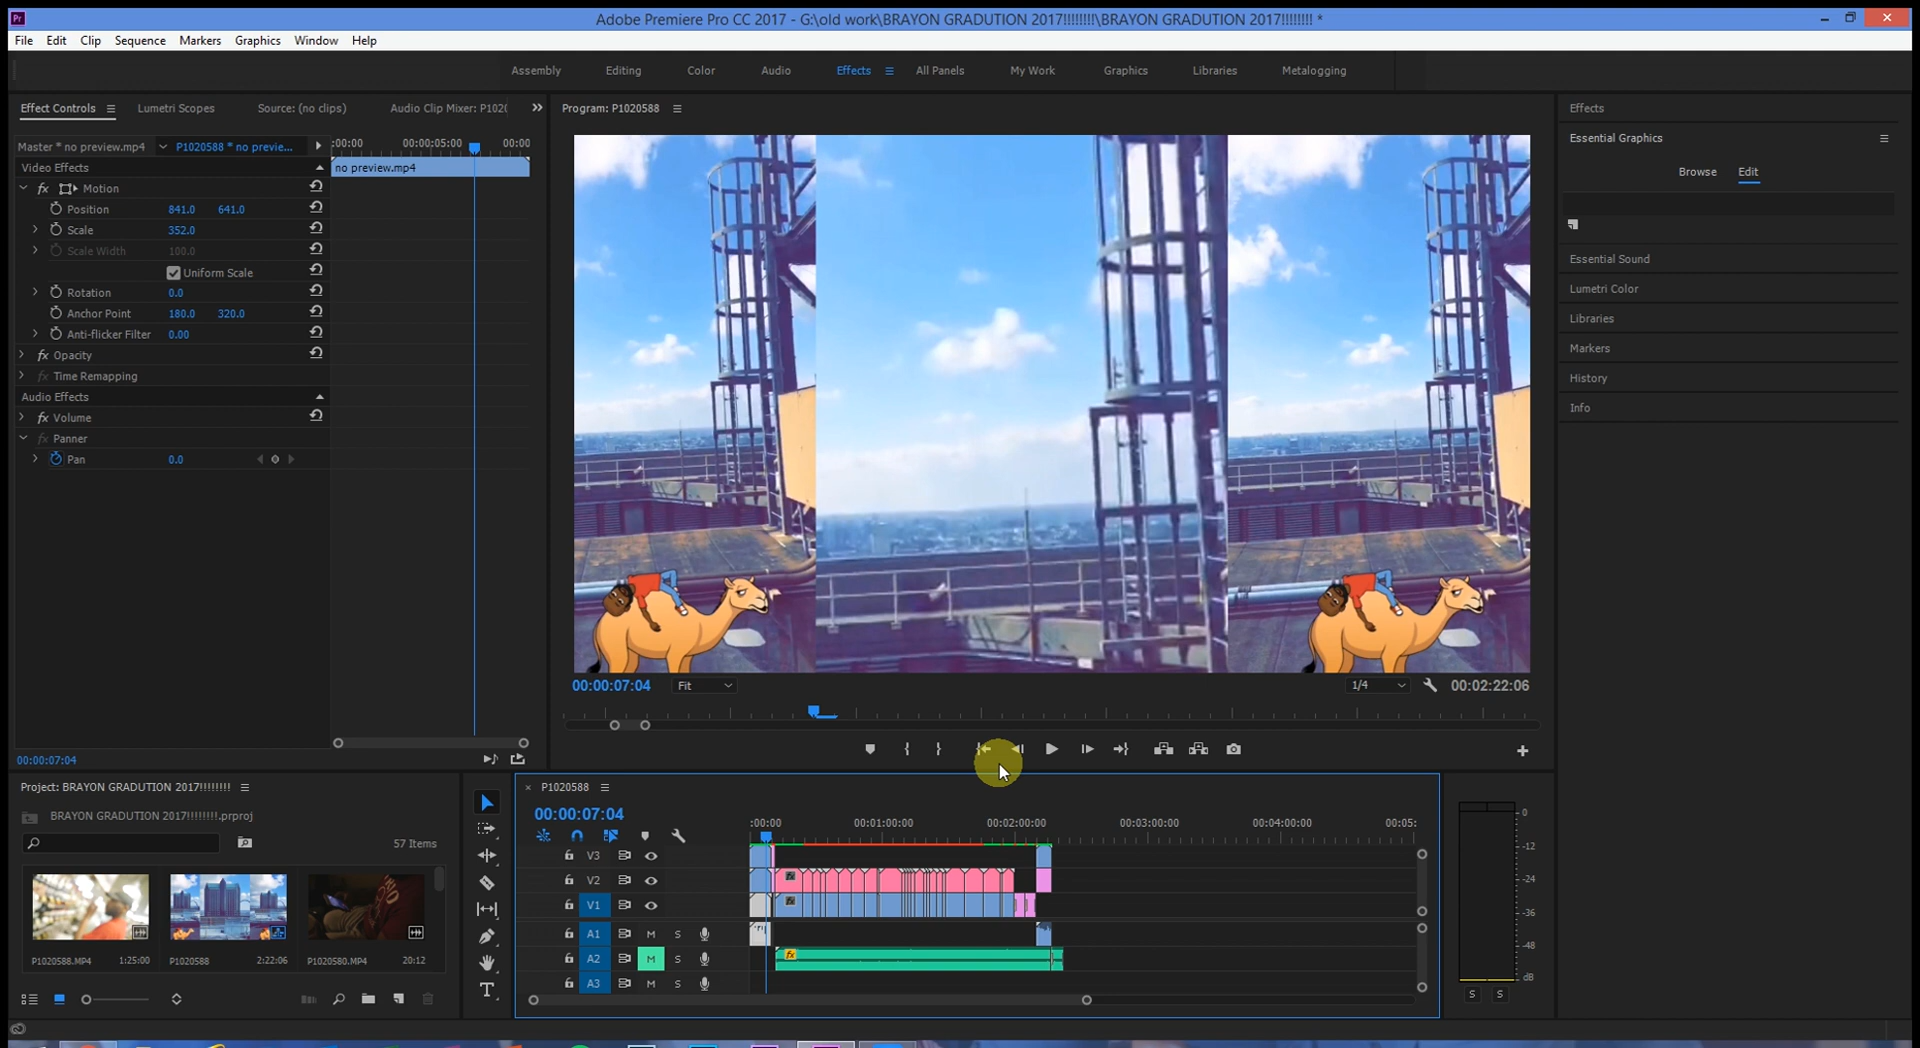 Adobe Premiere Pro CC 2017 - G:\old work\BRAYON GRADUTION 2017!!!!!!!!\BRAYON GRADUTION 2017!!!!!!!! *
File Edit Clip Sequence Markers Graphics Window Help
Assembly Editing Color Audio Effects All Panels My Work Graphics Libraries Metalogging
Effect Controls Lumetri Scopes Source: (no clips) Audio Clip Mixer: P1020
Program: P1020588
Effects
Essential Graphics
Browse Edit
Essential Sound
Lumetri Color
Libraries
Markers
History
Info
Master * no preview.mp4 P1020588 * no previe...
:00:00 00:00:05:00 00:00
Video Effects
no preview.mp4
fx Motion
Position 841.0 641.0
Scale 352.0
Scale Width 100.0
Uniform Scale
Rotation 0.0
Anchor Point 180.0 320.0
Anti-flicker Filter 0.00
fx Opacity
fx Time Remapping
Audio Effects
fx Volume
fx Panner
Pan 0.0
00:00:07:04
00:00:07:04 Fit 1/4 00:02:22:06
Project: BRAYON GRADUTION 2017!!!!!!!!
BRAYON GRADUTION 2017!!!!!!!!.prproj
57 Items
P1020588.MP4 1:25:00
P1020588 2:22:06
P1020580.MP4 20:12
P1020588
00:00:07:04
:00:00 00:01:00:00 00:02:00:00 00:03:00:00 00:04:00:00 00:05:
V3
V2
V1
A1 M S
A2 M S
fx
A3 M S
0
-12
-24
-36
-48
dB
S S